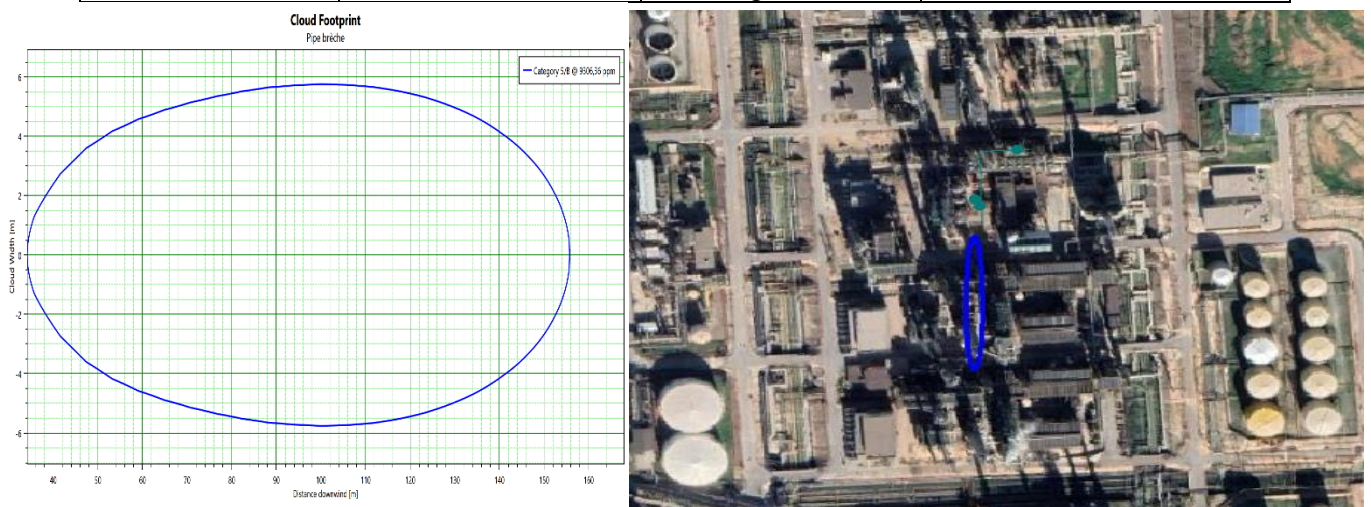 Cloud Footprint
Pipe brèche
Category 5/B @ 9306,36 ppm
Cloud Width [m]
6
4
2
0
-2
-4
-6
40 50 60 70 80 90 100 110 120 130 140 150 160
Distance downwind [m]